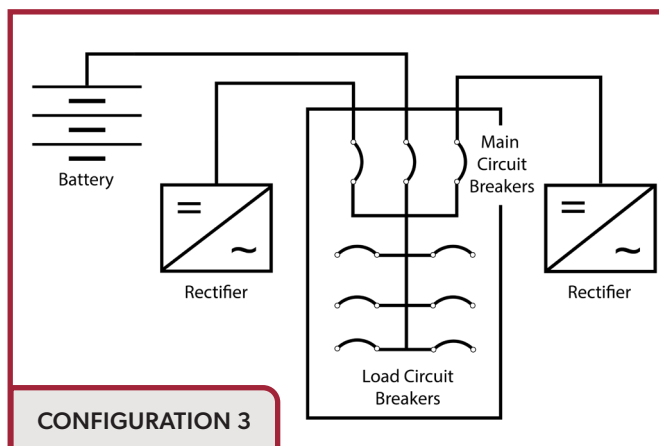 Battery
Rectifier
Main
Circuit
Breakers
Rectifier
Load Circuit
Breakers
CONFIGURATION 3